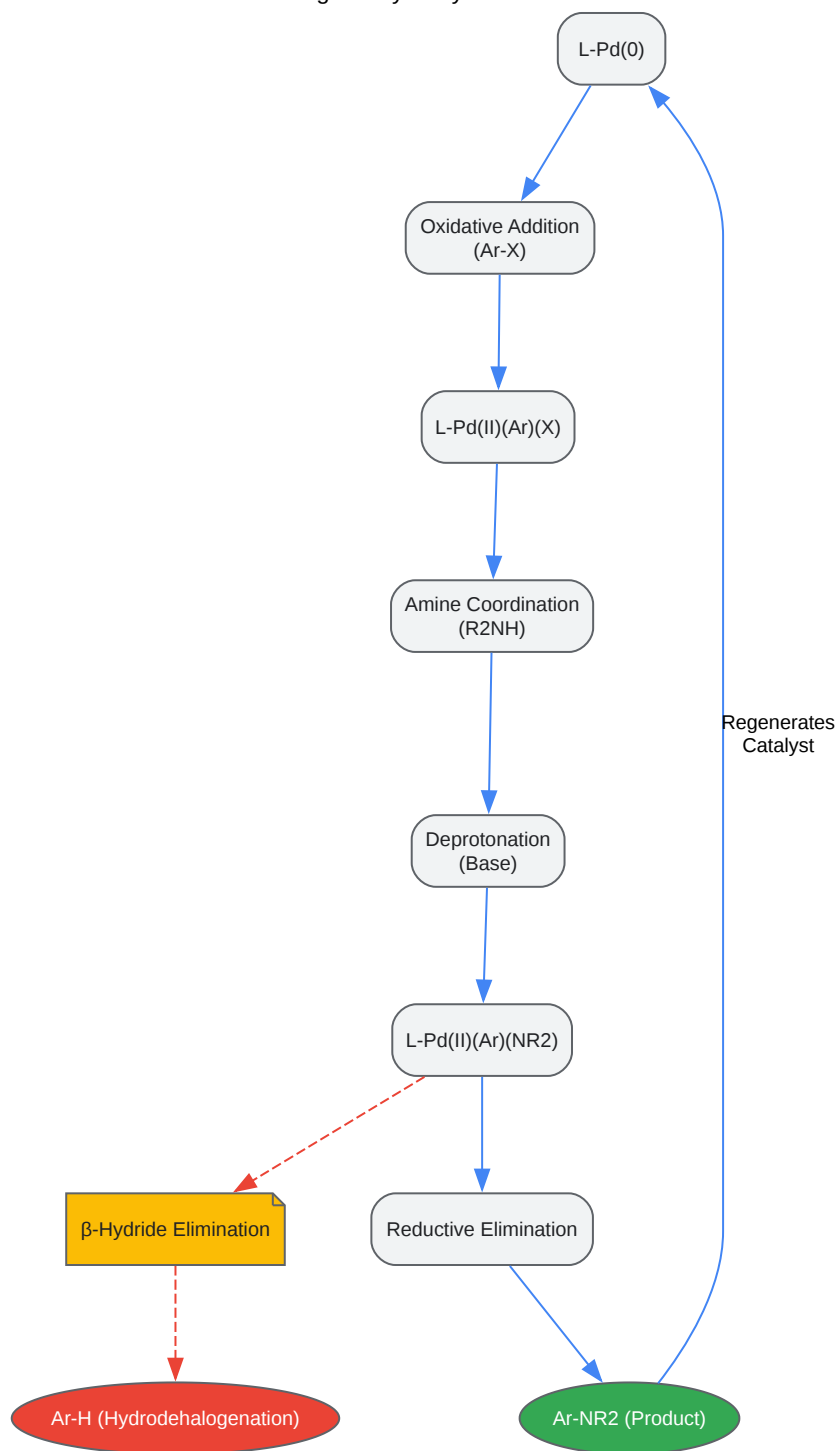 L-Pd(0)
Oxidative Addition
(Ar-X)
L-Pd(II)(Ar)(X)
Amine Coordination
(R2NH)
Regenerates
Catalyst
Deprotonation
(Base)
L-Pd(II)(Ar)(NR2)
β-Hydride Elimination
Reductive Elimination
Ar-H (Hydrodehalogenation)
Ar-NR2 (Product)